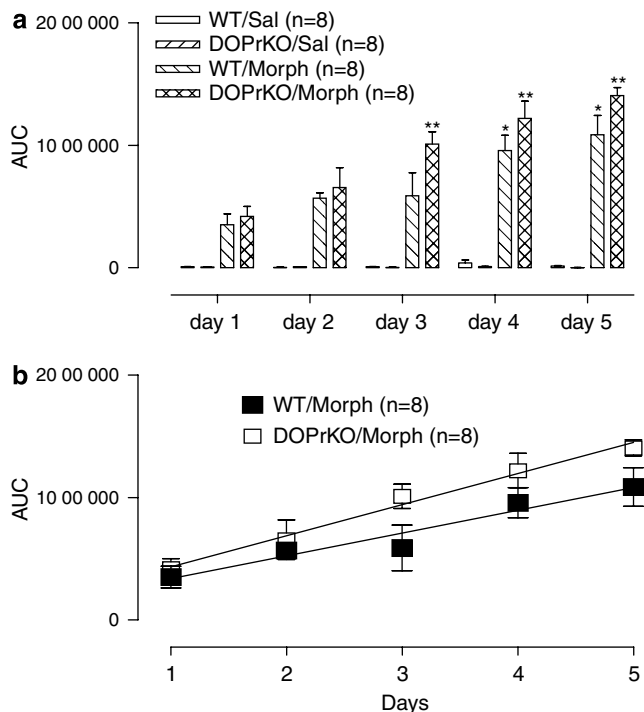 a
20 00 000
10 00 000
0
AUC
WT/Sal (n=8)
DOPrKO/Sal (n=8)
WT/Morph (n=8)
DOPrKO/Morph (n=8)
**
*
**
*
**
day 1 day 2 day 3 day 4 day 5
b
20 00 000
10 00 000
0
AUC
WT/Morph (n=8)
DOPrKO/Morph (n=8)
1 2 3 4 5
Days